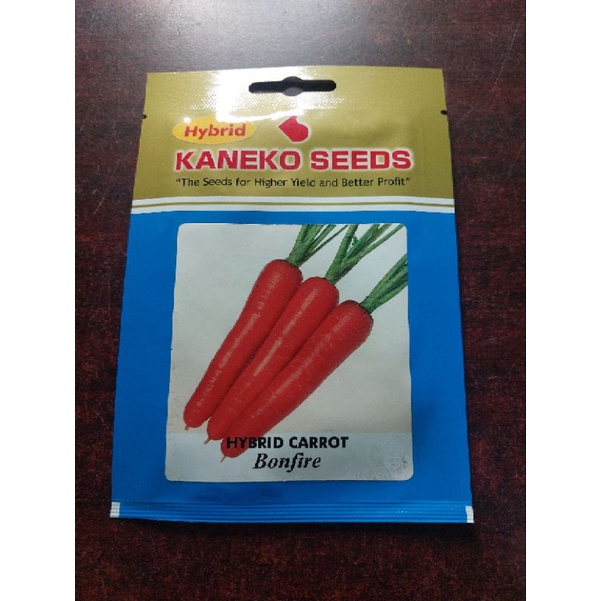 Hybrid
KANEKO SEEDS
"The Seeds for Higher Yield and Better Profit"
HYBRID CARROT
Bonfire